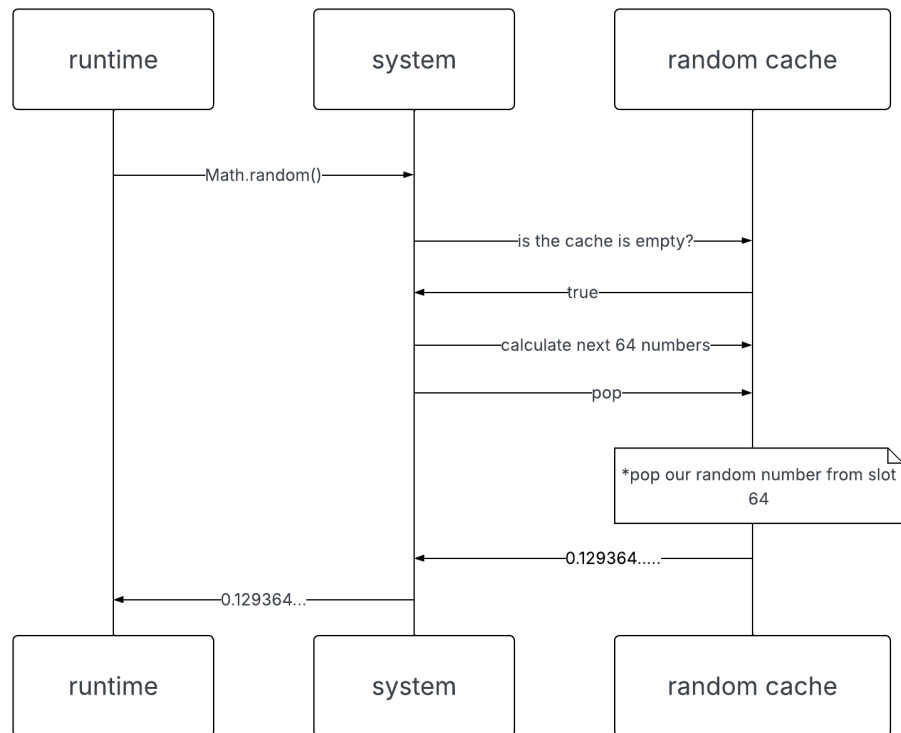 runtime
system
random cache
Math.random()
is the cache is empty?
true
calculate next 64 numbers
pop
*pop our random number from slot
64
0.129364.....
0.129364...
runtime
system
random cache